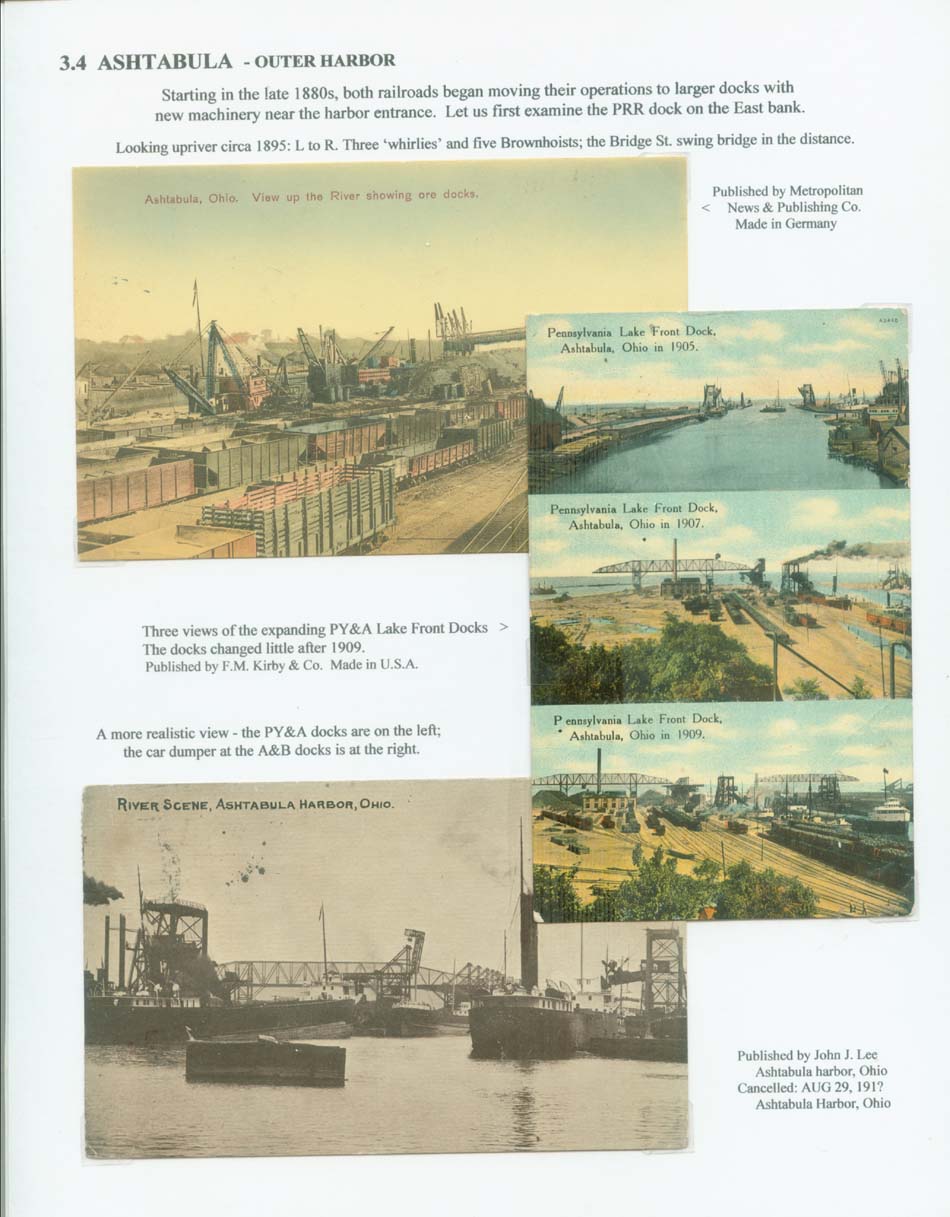 3.4 ASHTABULA - OUTER HARBOR
Starting in the late 1880s, both railroads began moving their operations to larger docks with
new machinery near the harbor entrance. Let us first examine the PRR dock on the East bank.
Looking upriver circa 1895: L to R. Three 'whirlies' and five Brownhoists; the Bridge St. swing bridge in the distance.
Ashtabula, Ohio. View up the River showing ore docks.
Published by Metropolitan
< News & Publishing Co.
Made in Germany
Pennsylvania Lake Front Dock,
Ashtabula, Ohio in 1905.
Pennsylvania Lake Front Dock,
Ashtabula, Ohio in 1907.
Three views of the expanding PY&A Lake Front Docks >
The docks changed little after 1909.
Published by F.M. Kirby & Co. Made in U.S.A.
Pennsylvania Lake Front Dock,
Ashtabula, Ohio in 1909.
A more realistic view - the PY&A docks are on the left;
the car dumper at the A&B docks is at the right.
RIVER SCENE, ASHTABULA HARBOR, OHIO.
Published by John J. Lee
Ashtabula harbor, Ohio
Cancelled: AUG 29, 191?
Ashtabula Harbor, Ohio